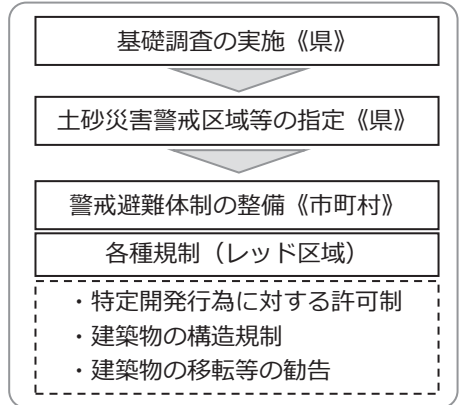 基礎調査の実施《県》
土砂災害警戒区域等の指定《県》
警戒避難体制の整備《市町村》
各種規制（レッド区域）
・特定開発行為に対する許可制
・建築物の構造規制
・建築物の移転等の勧告